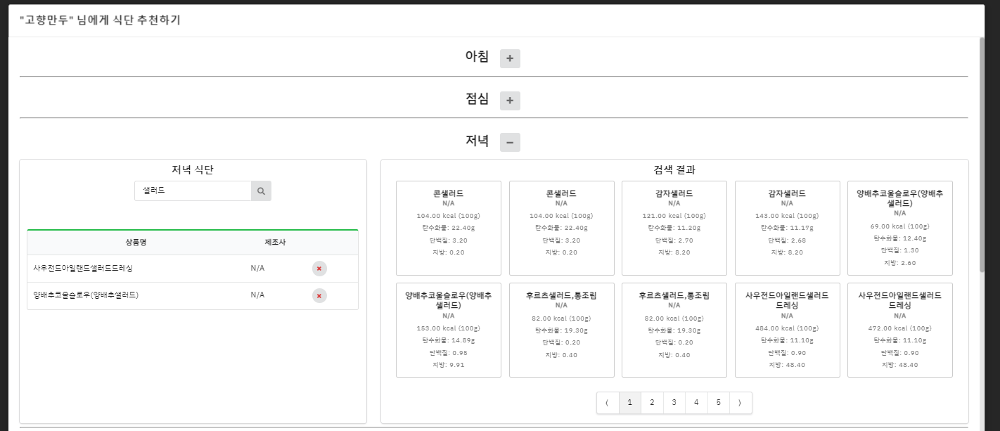 "고향만두" 님에게 식단 추천하기
아침
점심
저녁
저녁 식단
샐러드
상품명 제조사
사우전드아일랜드샐러드드레싱 N/A
양배추코울슬로우(양배추샐러드) N/A
검색 결과
콘샐러드
N/A
104.00 kcal (100g)
탄수화물: 22.40g
단백질: 3.20
지방: 0.20
콘샐러드
N/A
104.00 kcal (100g)
탄수화물: 22.40g
단백질: 3.20
지방: 0.20
감자샐러드
N/A
121.00 kcal (100g)
탄수화물: 11.20g
단백질: 2.70
지방: 8.20
감자샐러드
N/A
143.00 kcal (100g)
탄수화물: 11.17g
단백질: 2.68
지방: 8.20
양배추코울슬로우(양배추
샐러드)
N/A
69.00 kcal (100g)
탄수화물: 12.40g
단백질: 1.30
지방: 2.60
양배추코울슬로우(양배추
샐러드)
N/A
153.00 kcal (100g)
탄수화물: 14.89g
단백질: 0.95
지방: 9.91
후르츠샐러드,통조림
N/A
82.00 kcal (100g)
탄수화물: 19.30g
단백질: 0.20
지방: 0.40
후르츠샐러드,통조림
N/A
82.00 kcal (100g)
탄수화물: 19.30g
단백질: 0.20
지방: 0.40
사우전드아일랜드샐러드
드레싱
N/A
484.00 kcal (100g)
탄수화물: 11.10g
단백질: 0.90
지방: 48.40
사우전드아일랜드샐러드
드레싱
N/A
472.00 kcal (100g)
탄수화물: 11.10g
단백질: 0.90
지방: 48.40
⟨ 1 2 3 4 5 ⟩